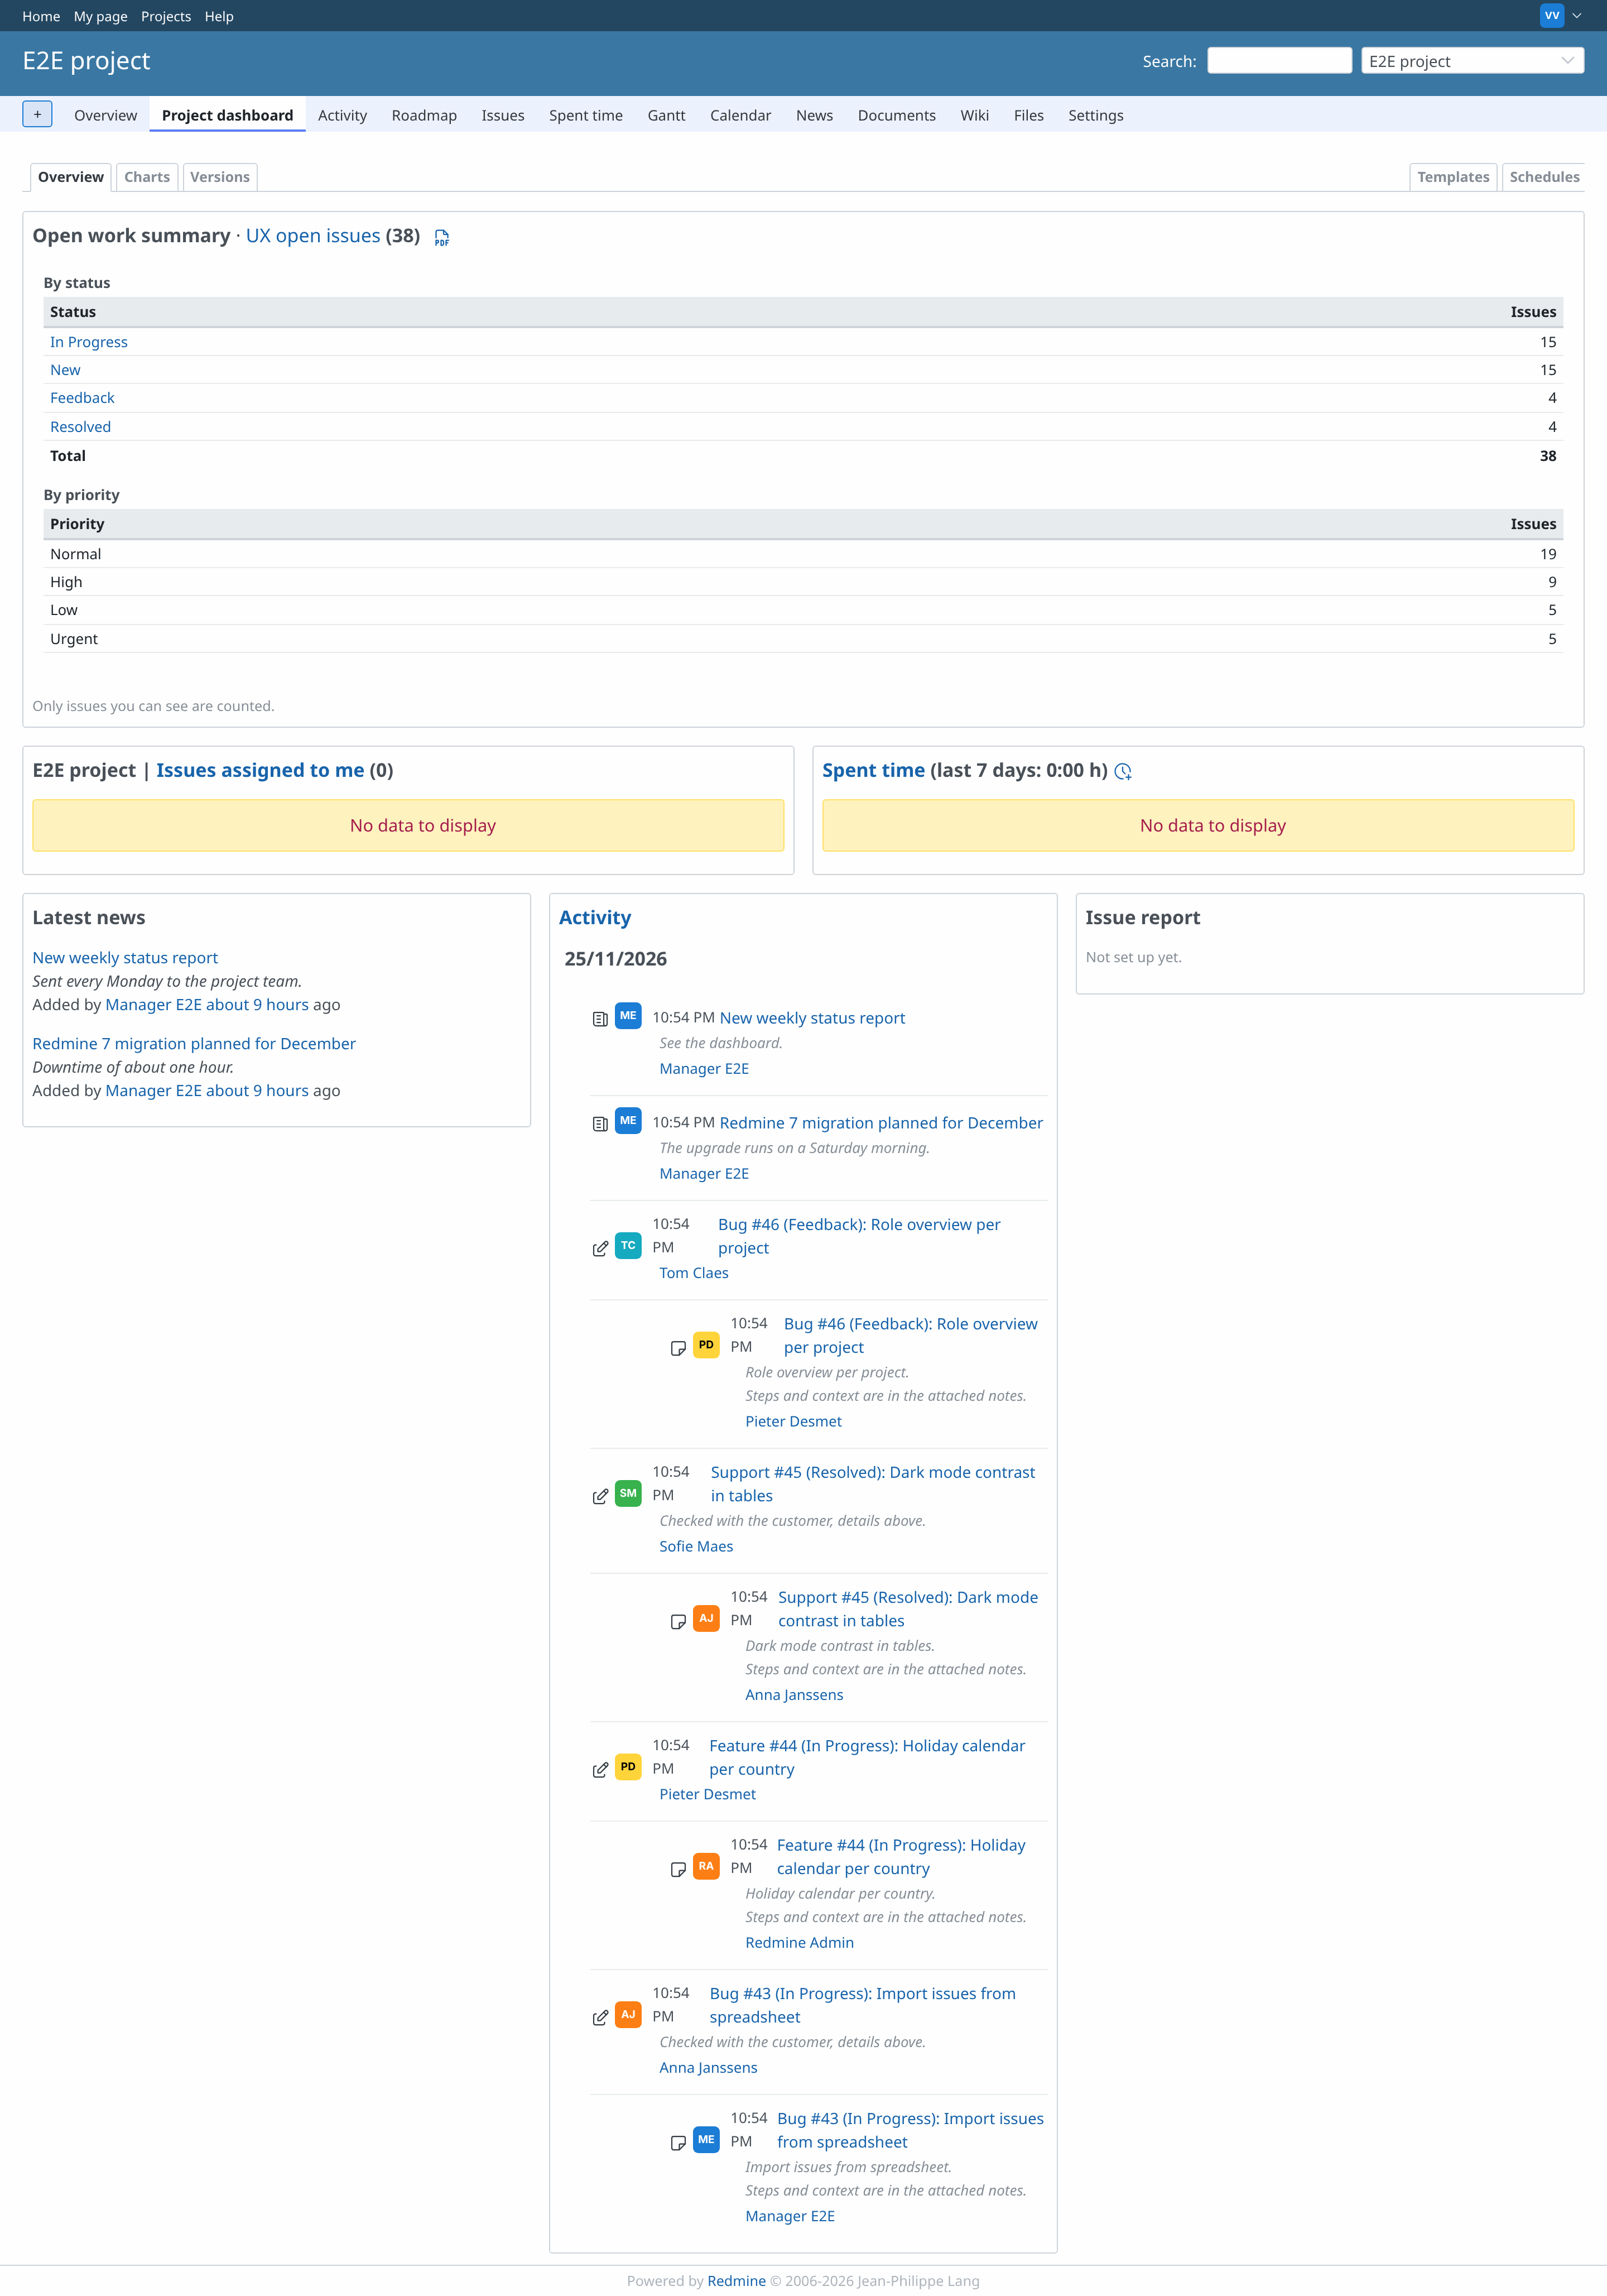 Home My page Projects Help VV
E2E project
Search: E2E project
+ Overview Project dashboard Activity Roadmap Issues Spent time Gantt Calendar News Documents Wiki Files Settings
Overview Charts Versions Templates Schedules
Open work summary · UX open issues (38) PDF
By status
Status Issues
In Progress 15
New 15
Feedback 4
Resolved 4
Total 38
By priority
Priority Issues
Normal 19
High 9
Low 5
Urgent 5
Only issues you can see are counted.
E2E project | Issues assigned to me (0)
No data to display
Spent time (last 7 days: 0:00 h)
No data to display
Latest news
New weekly status report
Sent every Monday to the project team.
Added by Manager E2E about 9 hours ago
Redmine 7 migration planned for December
Downtime of about one hour.
Added by Manager E2E about 9 hours ago
Activity
25/11/2026
ME 10:54 PM New weekly status report
See the dashboard.
Manager E2E
ME 10:54 PM Redmine 7 migration planned for December
The upgrade runs on a Saturday morning.
Manager E2E
TC 10:54 PM Bug #46 (Feedback): Role overview per
project
Tom Claes
PD 10:54 PM Bug #46 (Feedback): Role overview
per project
Role overview per project.
Steps and context are in the attached notes.
Pieter Desmet
SM 10:54 PM Support #45 (Resolved): Dark mode contrast
in tables
Checked with the customer, details above.
Sofie Maes
AJ 10:54 PM Support #45 (Resolved): Dark mode
contrast in tables
Dark mode contrast in tables.
Steps and context are in the attached notes.
Anna Janssens
PD 10:54 PM Feature #44 (In Progress): Holiday calendar
per country
Pieter Desmet
RA 10:54 PM Feature #44 (In Progress): Holiday
calendar per country
Holiday calendar per country.
Steps and context are in the attached notes.
Redmine Admin
AJ 10:54 PM Bug #43 (In Progress): Import issues from
spreadsheet
Checked with the customer, details above.
Anna Janssens
ME 10:54 PM Bug #43 (In Progress): Import issues
from spreadsheet
Import issues from spreadsheet.
Steps and context are in the attached notes.
Manager E2E
Issue report
Not set up yet.
Powered by Redmine © 2006-2026 Jean-Philippe Lang